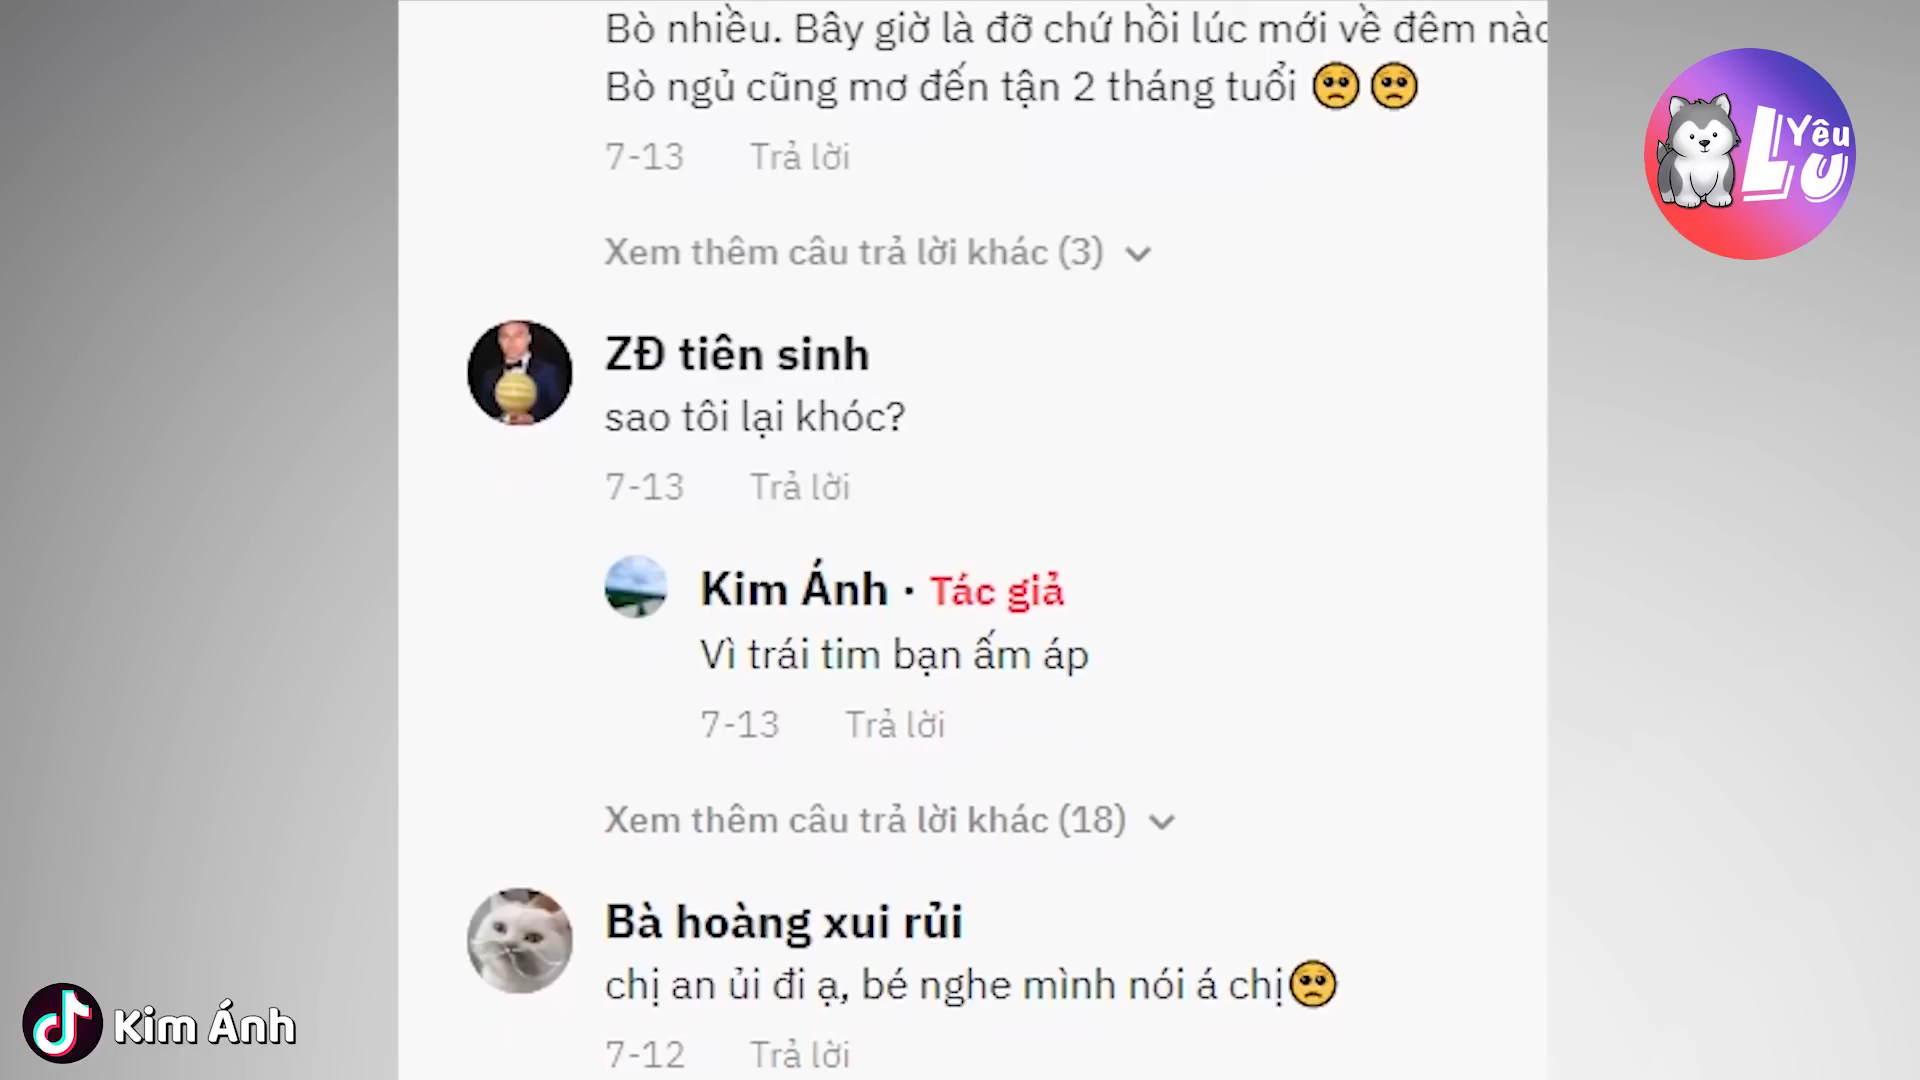 Bò nhiều. Bây giờ là đỡ chứ hồi lúc mới về đêm
Bò ngủ cũng mơ đến tận 2 tháng tuổi 🥺🥺
7-13 Trả lời
Xem thêm câu trả lời khác (3)
ZĐ tiên sinh
sao tôi lại khóc?
7-13 Trả lời
Kim Ánh · Tác giả
Vì trái tim bạn ấm áp
7-13 Trả lời
Xem thêm câu trả lời khác (18)
Bà hoàng xui rủi
chị an ủi đi ạ, bé nghe mình nói á chị🥺
7-12 Trả lời
Yêu
Lu
Kim Ánh